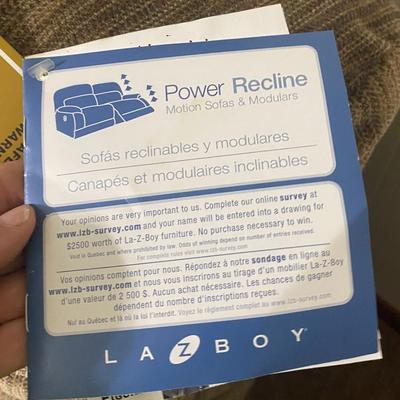 Power Recline
Motion Sofas & Modulars
Sofás reclinables y modulares
Canapés et modulaires inclinables
Your opinions are very important to us. Complete our online survey at
www.lzb-survey.com and your name will be entered into a drawing for
$2500 worth of La-Z-Boy furniture. No purchase necessary to win.
Void in Quebec and where prohibited by law. Odds of winning depend on number of entries received.
For complete rules visit www.lzb-survey.com.
Vos opinions comptent pour nous. Répondez à notre sondage en ligne au
www.lzb-survey.com et nous vous inscrirons au tirage d'un mobilier La-Z-Boy
d'une valeur de 2 500 $. Aucun achat nécessaire. Les chances de gagner
dépendent du nombre d'inscriptions reçues.
Nul au Québec et là où la loi l'interdit. Voyez le règlement complet au www.lzb-survey.com
LA Z BOY®